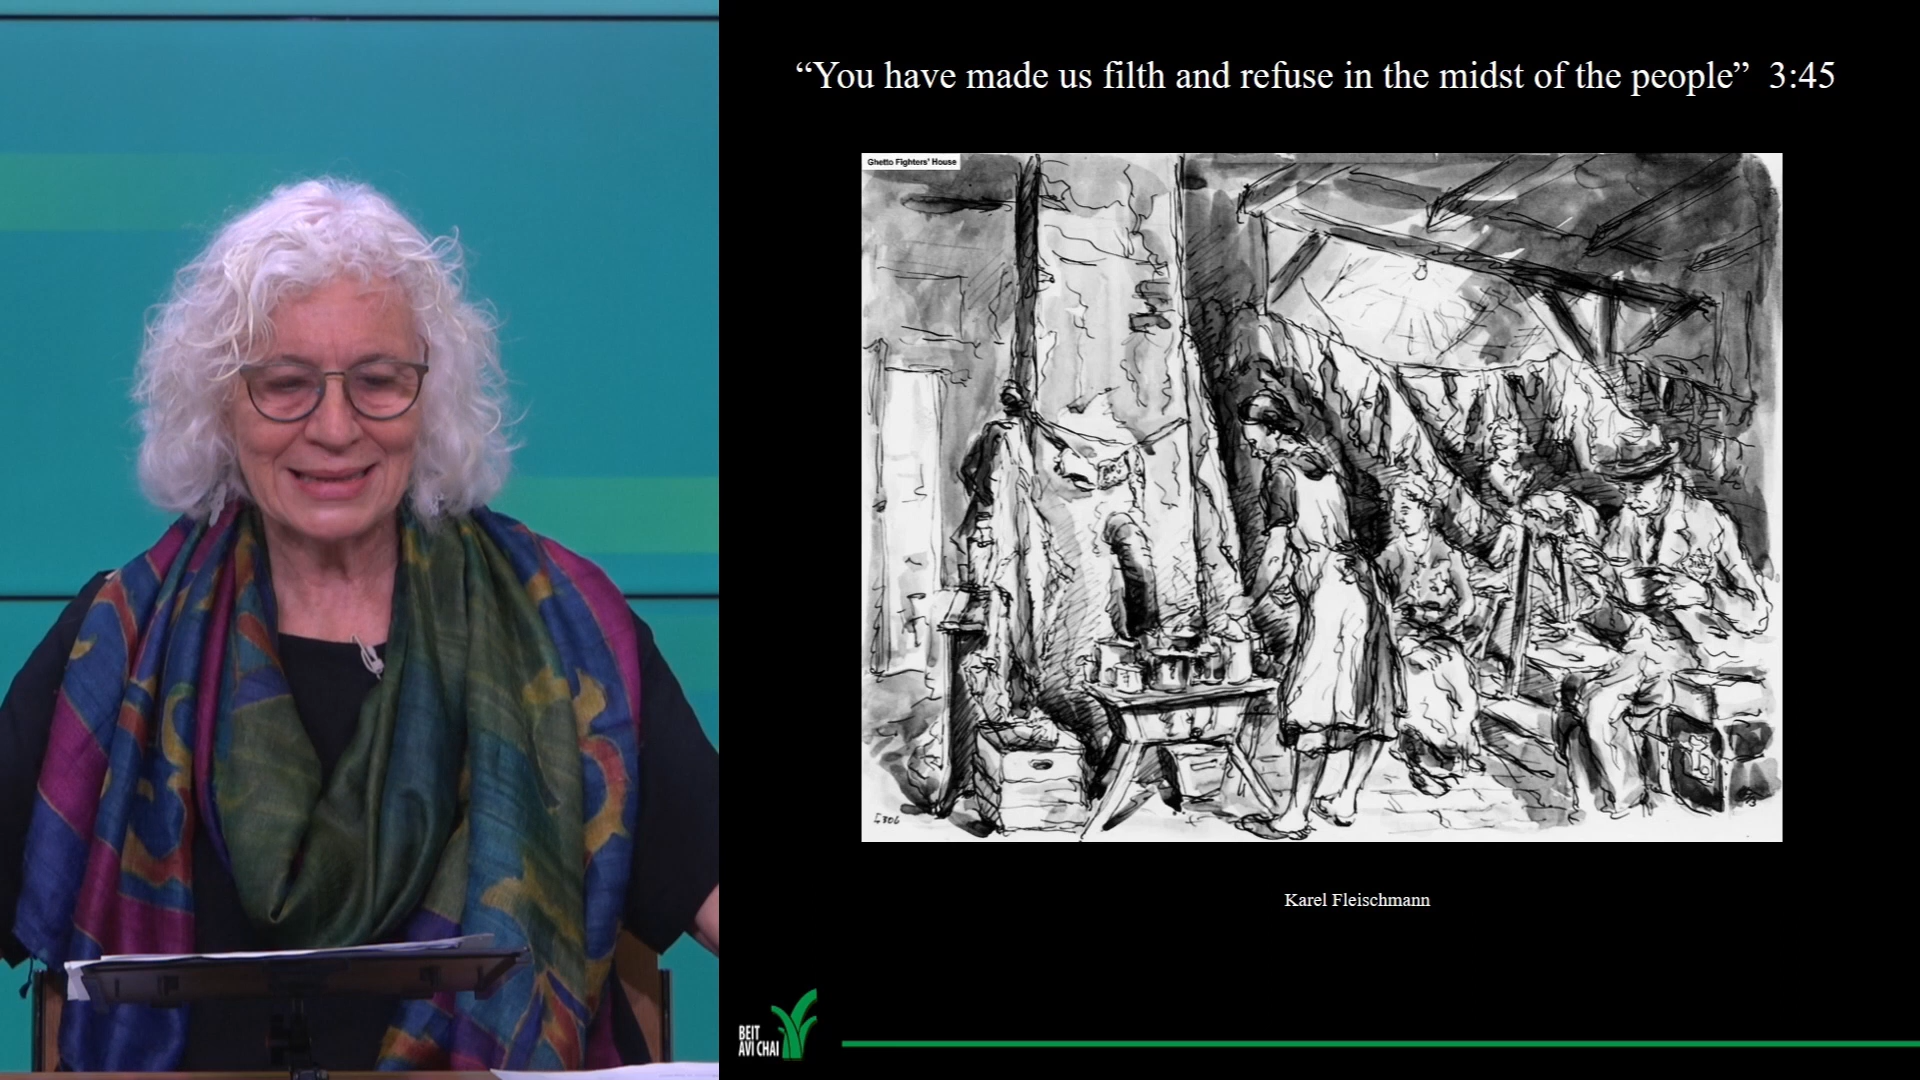 “You have made us filth and refuse in the midst of the people” 3:45
Ghetto Fighters' House
Karel Fleischmann
BEIT
AVI CHAI